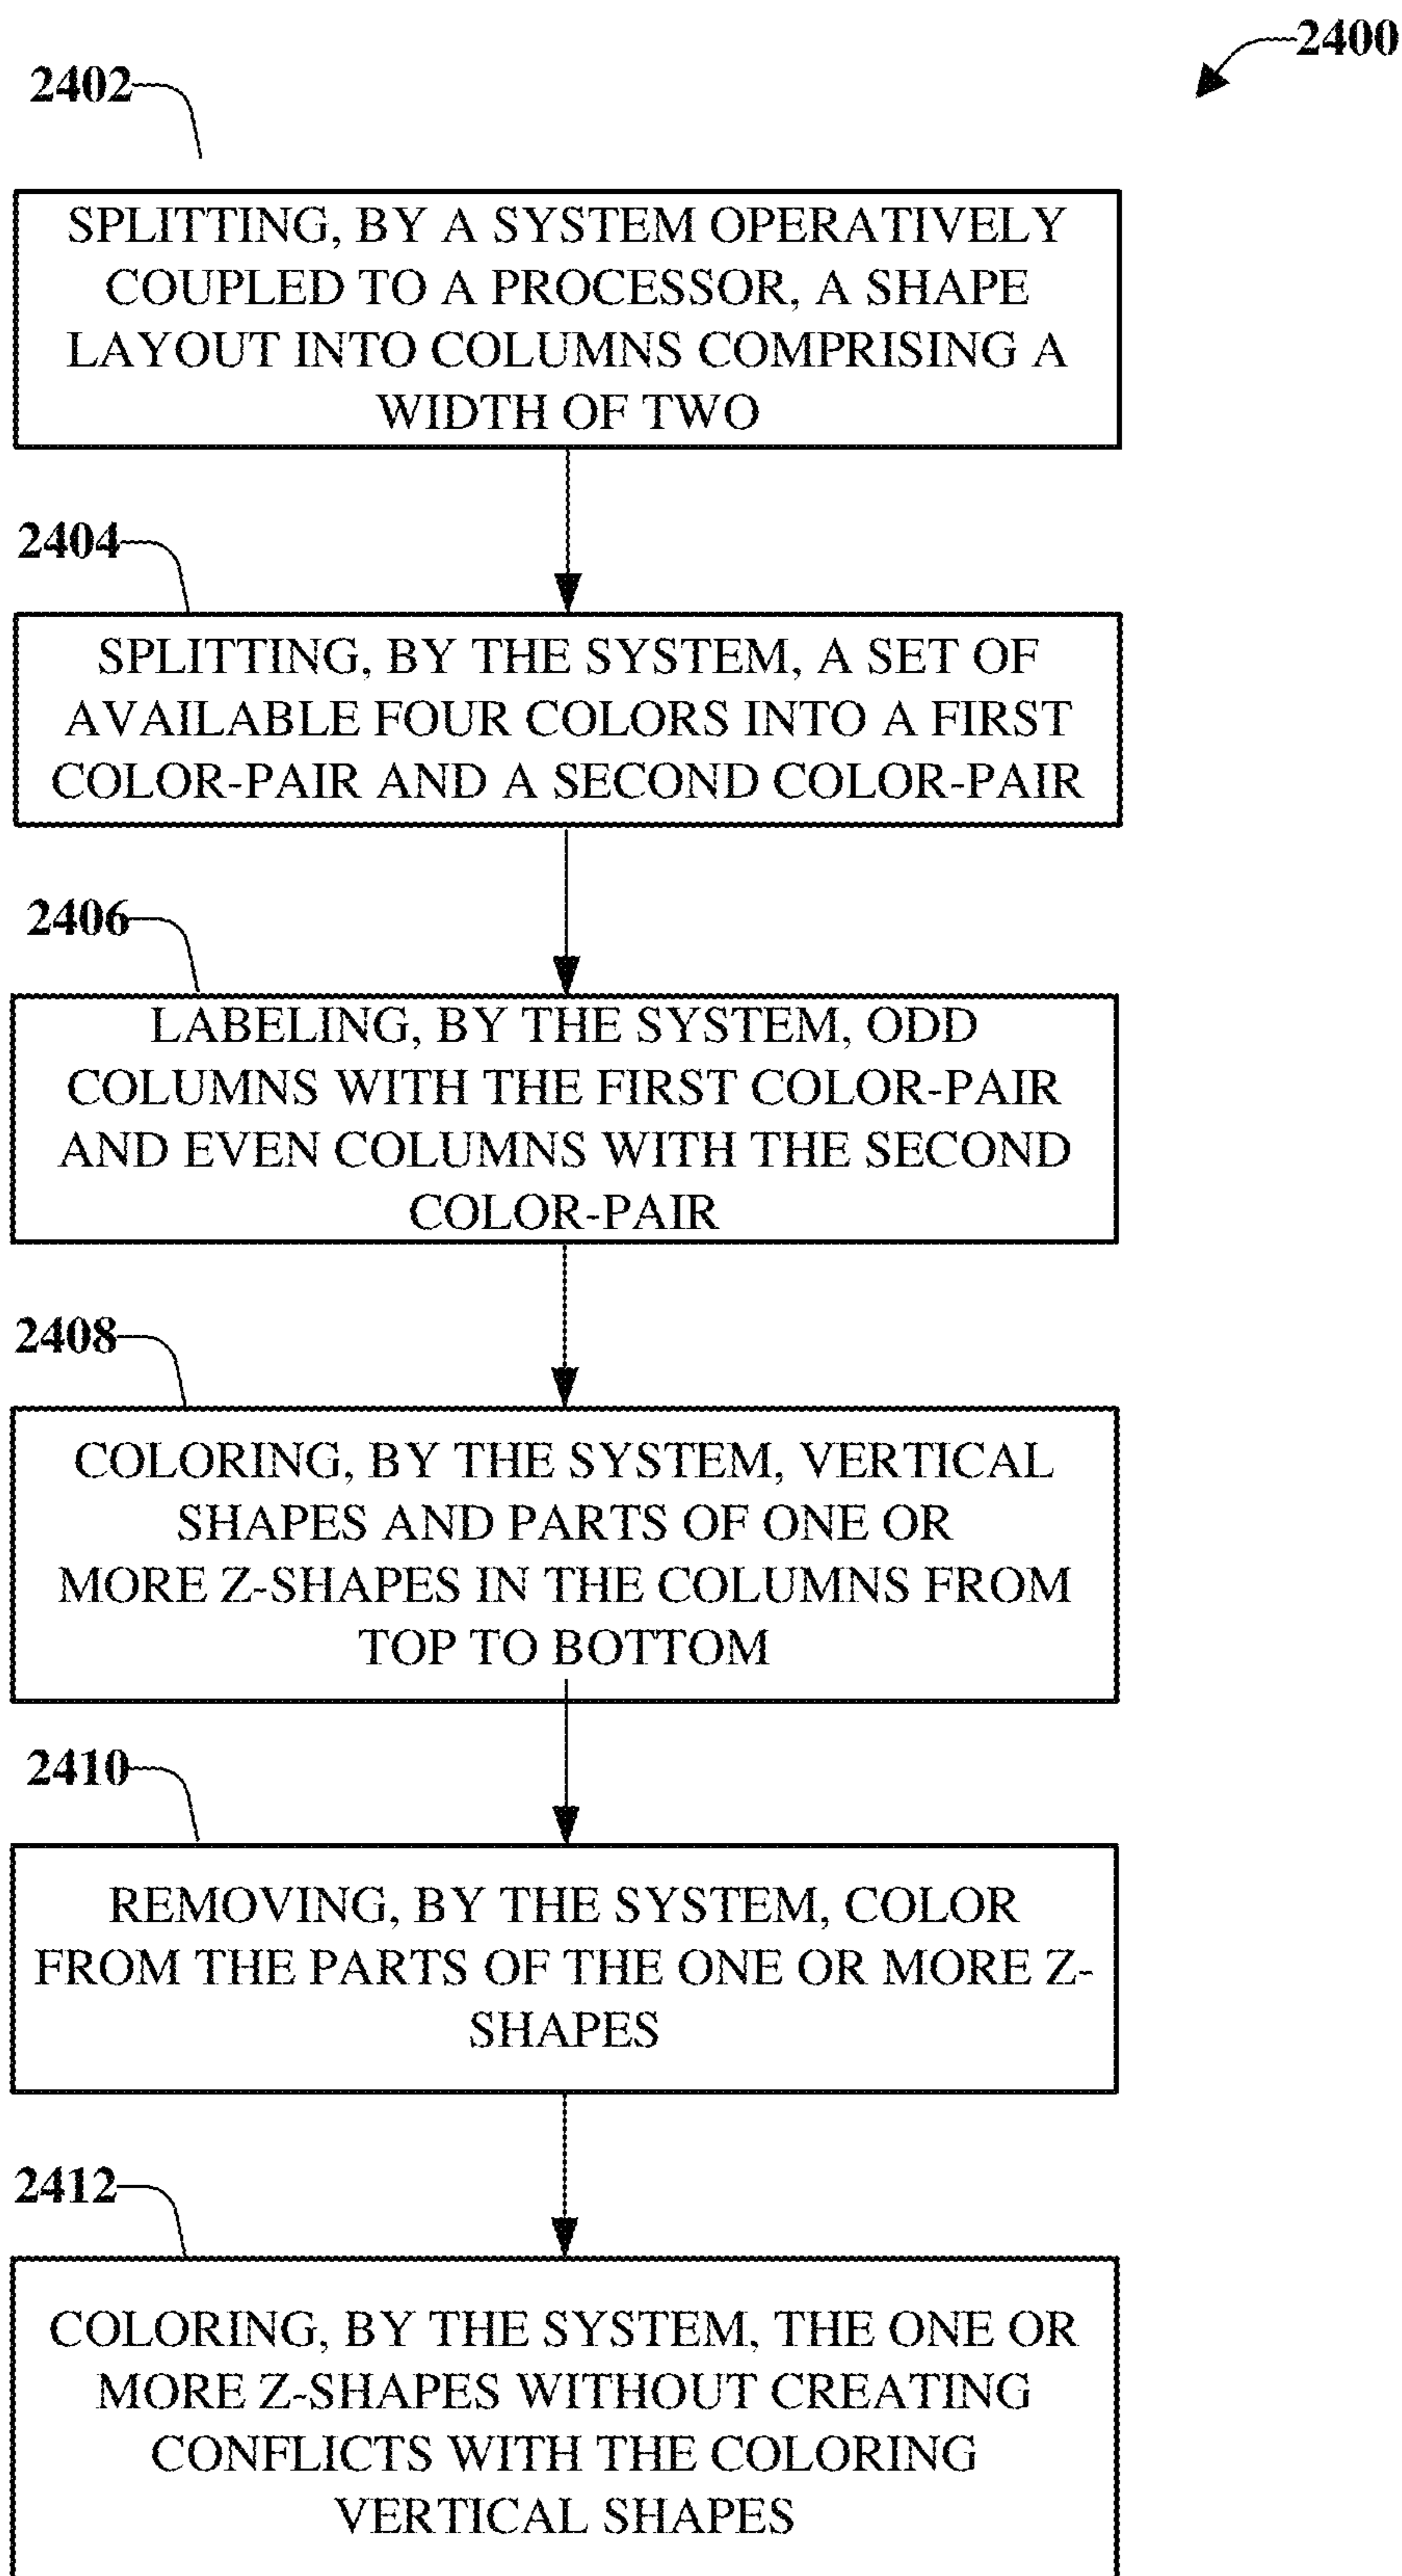 2400
2402
SPLITTING, BY A SYSTEM OPERATIVELY
COUPLED TO A PROCESSOR, A SHAPE
LAYOUT INTO COLUMNS COMPRISING A
WIDTH OF TWO
2404
SPLITTING, BY THE SYSTEM, A SET OF
AVAILABLE FOUR COLORS INTO A FIRST
COLOR-PAIR AND A SECOND COLOR-PAIR
2406
LABELING, BY THE SYSTEM, ODD
COLUMNS WITH THE FIRST COLOR-PAIR
AND EVEN COLUMNS WITH THE SECOND
COLOR-PAIR
2408
COLORING, BY THE SYSTEM, VERTICAL
SHAPES AND PARTS OF ONE OR
MORE Z-SHAPES IN THE COLUMNS FROM
TOP TO BOTTOM
2410
REMOVING, BY THE SYSTEM, COLOR
FROM THE PARTS OF THE ONE OR MORE Z-
SHAPES
2412
COLORING, BY THE SYSTEM, THE ONE OR
MORE Z-SHAPES WITHOUT CREATING
CONFLICTS WITH THE COLORING
VERTICAL SHAPES